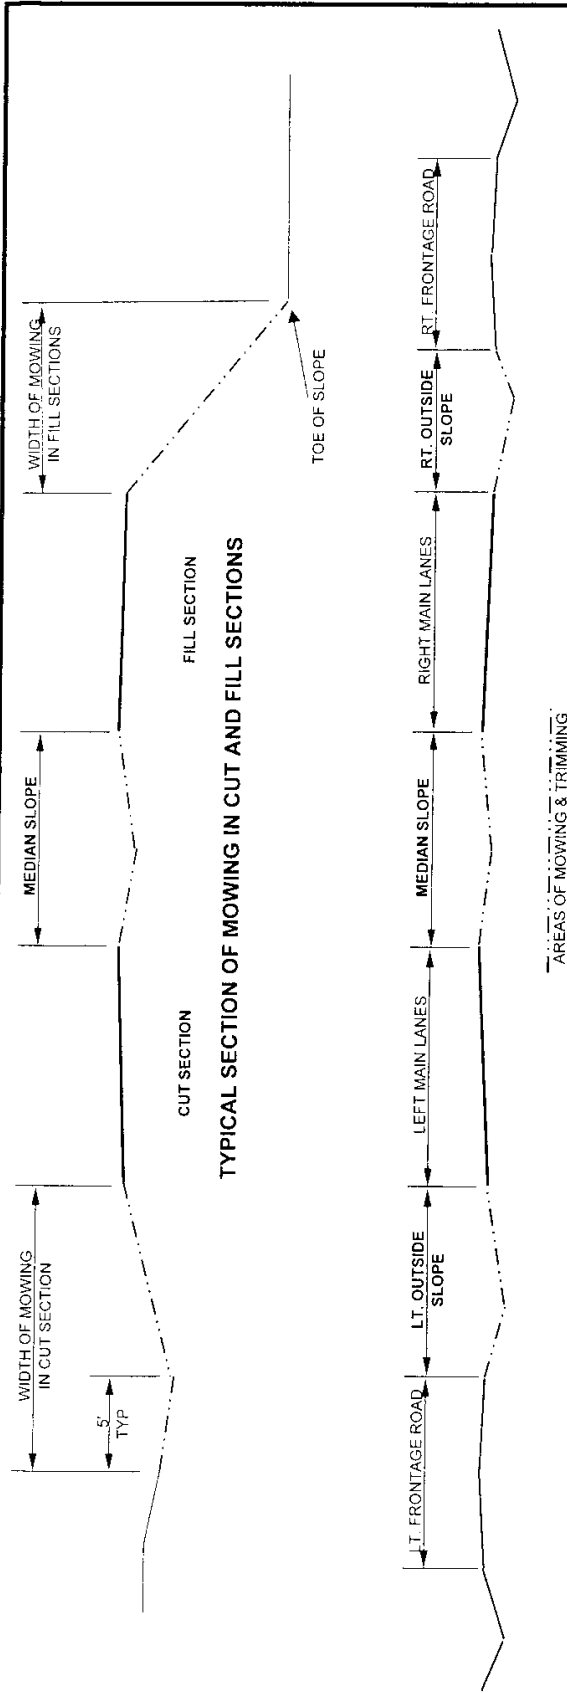 WIDTH OF MOWING
IN CUT SECTION
5'
TYP
MEDIAN SLOPE
WIDTH OF MOWING
IN FILL SECTIONS
TOE OF SLOPE
CUT SECTION
FILL SECTION
TYPICAL SECTION OF MOWING IN CUT AND FILL SECTIONS
LT. FRONTAGE ROAD
LT. OUTSIDE
SLOPE
LEFT MAIN LANES
MEDIAN SLOPE
RIGHT MAIN LANES
RT. OUTSIDE
SLOPE
RT. FRONTAGE ROAD
AREAS OF MOWING & TRIMMING